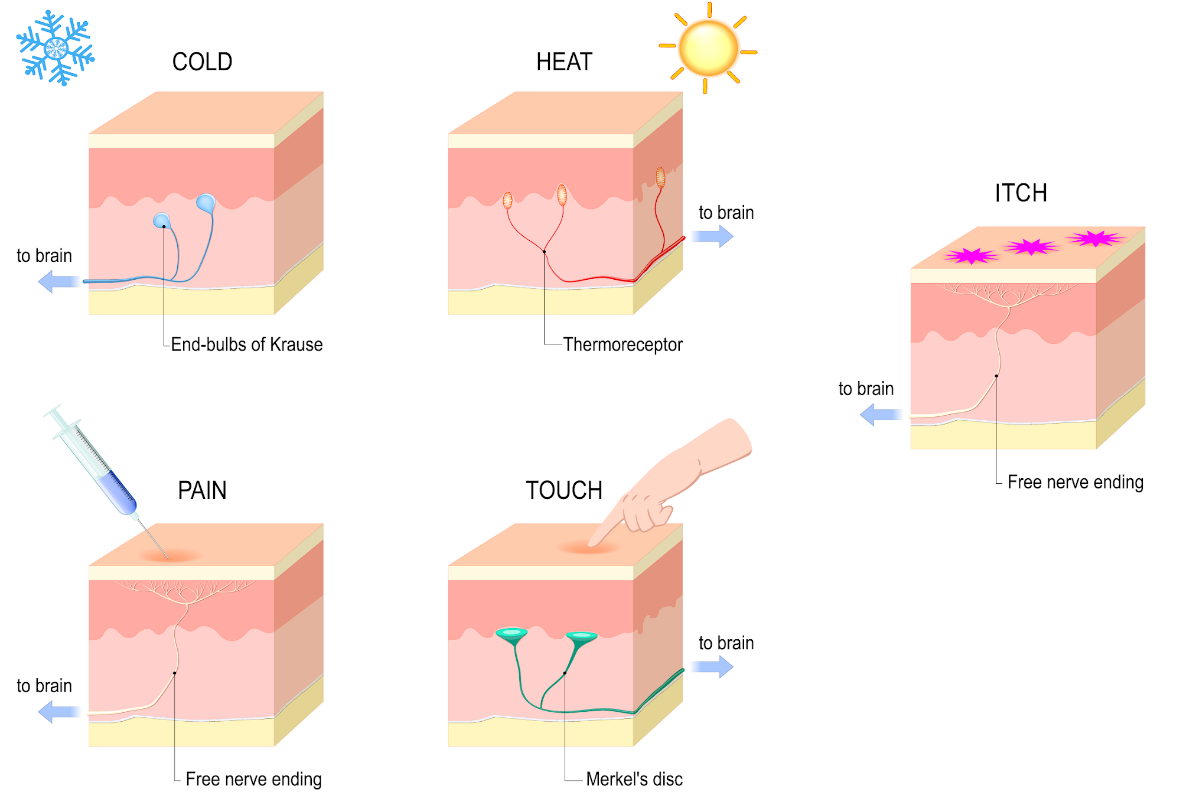 COLD
to brain
End-bulbs of Krause
HEAT
to brain
Thermoreceptor
ITCH
to brain
Free nerve ending
PAIN
to brain
Free nerve ending
TOUCH
to brain
Merkel's disc